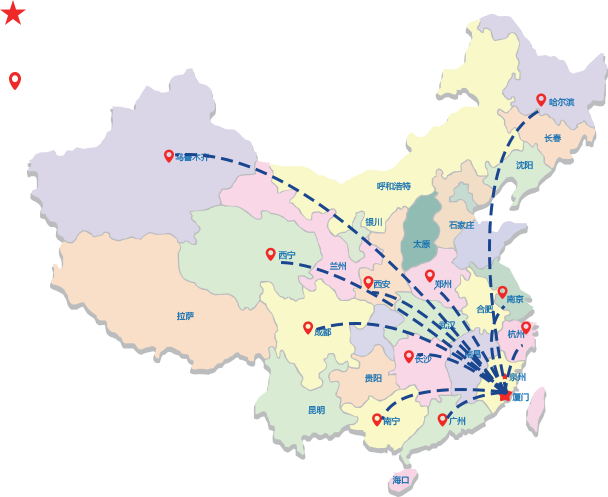 哈尔滨
长春
乌鲁木齐
沈阳
呼和浩特
银川
石家庄
太原
西宁
兰州
西安
郑州
南京
合肥
拉萨
武汉
成都
杭州
长沙
南昌
贵阳
泉州
厦门
昆明
南宁
广州
海口